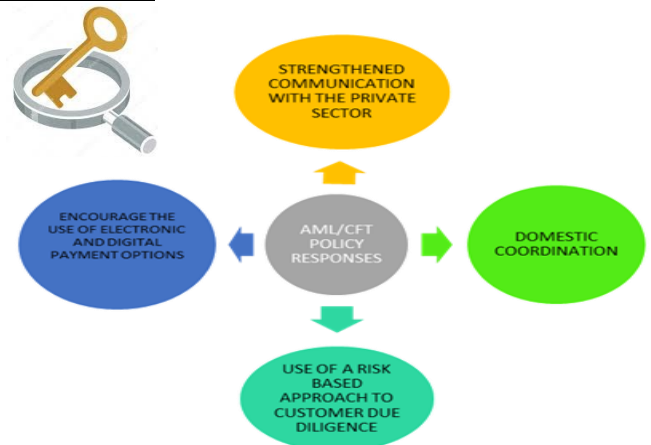 STRENGTHENED
COMMUNICATION
WITH THE PRIVATE
SECTOR
ENCOURAGE THE
USE OF ELECTRONIC
AND DIGITAL
PAYMENT OPTIONS
AML/CFT
POLICY
RESPONSES
DOMESTIC
COORDINATION
USE OF A RISK
BASED
APPROACH TO
CUSTOMER DUE
DILIGENCE